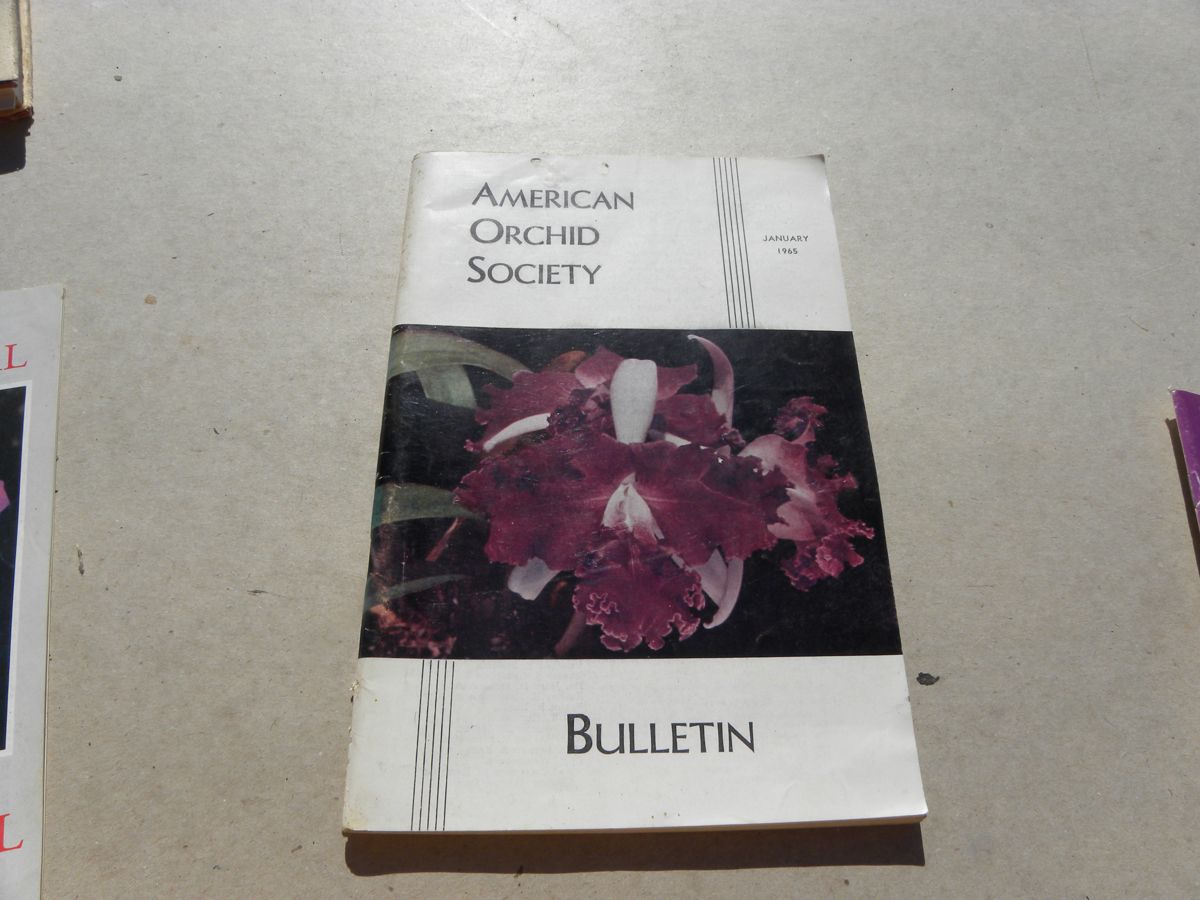 AMERICAN
ORCHID
SOCIETY
JANUARY
1965
BULLETIN
L
L